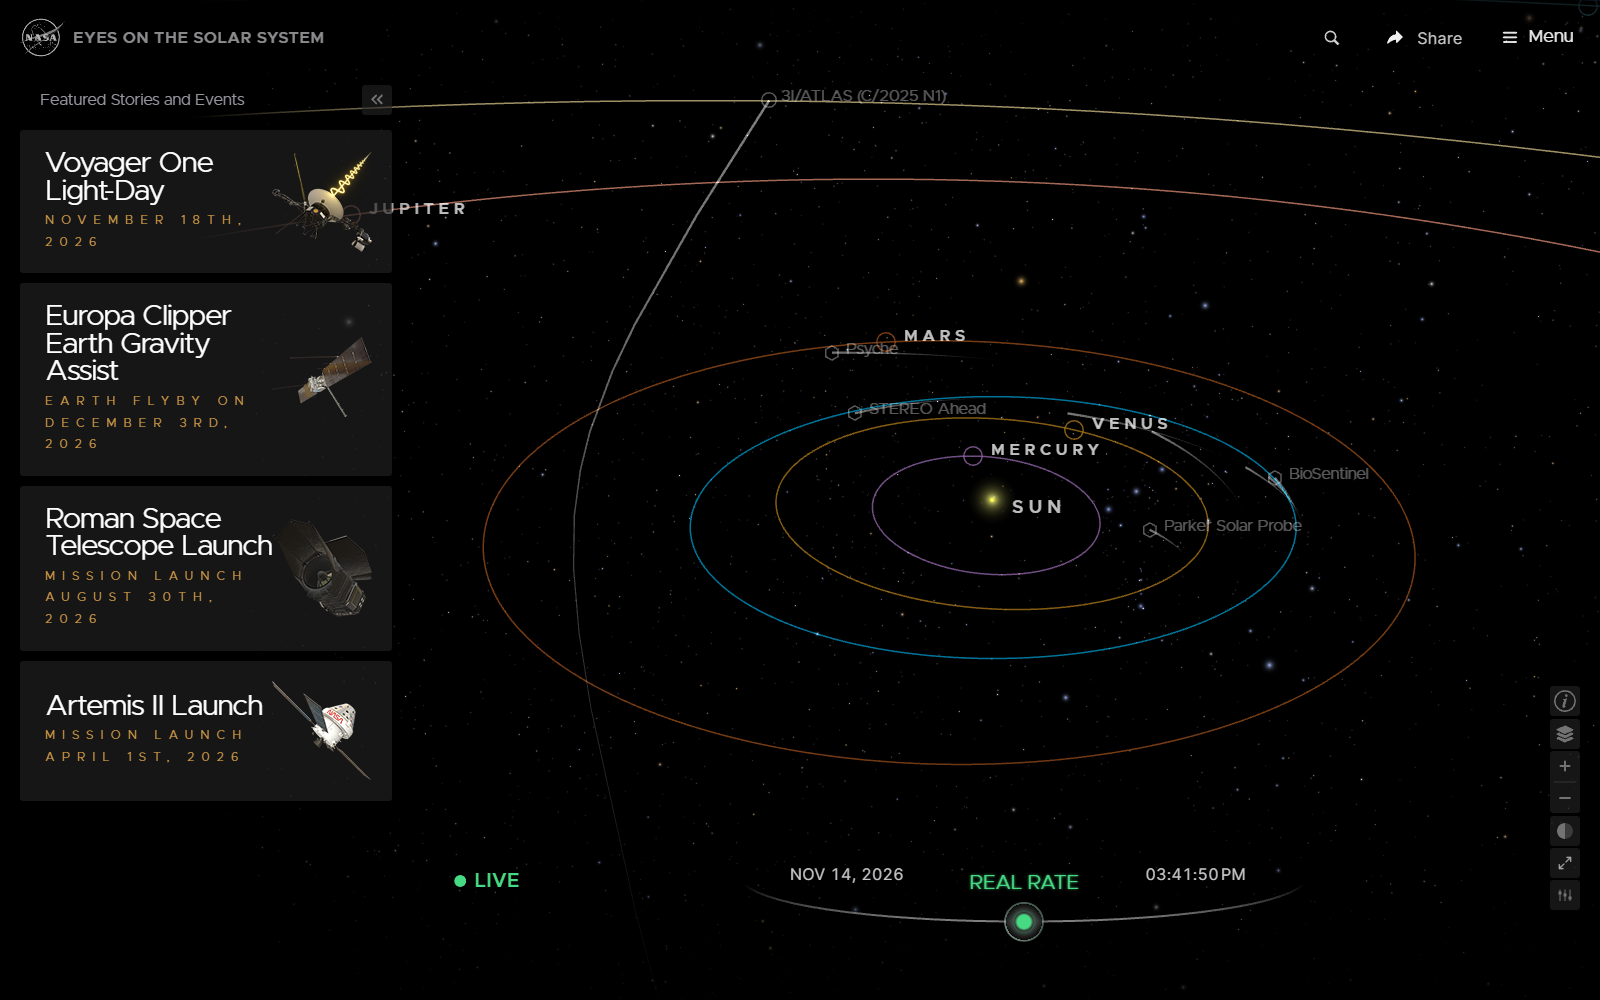 NASA
EYES ON THE SOLAR SYSTEM
Share
Menu
Featured Stories and Events
Voyager One
Light-Day
NOVEMBER 18TH,
2026
Europa Clipper
Earth Gravity
Assist
EARTH FLYBY ON
DECEMBER 3RD,
2026
Roman Space
Telescope Launch
MISSION LAUNCH
AUGUST 30TH,
2026
Artemis II Launch
MISSION LAUNCH
APRIL 1ST, 2026
NASA
3I/ATLAS (C/2025 N1)
JUPITER
MARS
Psyche
STEREO Ahead
VENUS
MERCURY
BioSentinel
SUN
Parker Solar Probe
LIVE
NOV 14, 2026
REAL RATE
03:41:50 PM